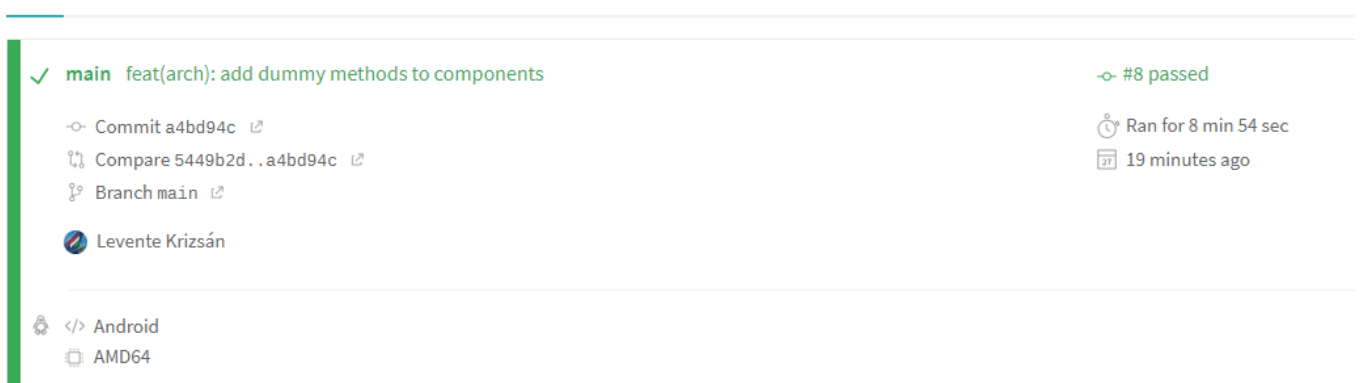 main feat(arch): add dummy methods to components
Commit a4bd94c
Compare 5449b2d..a4bd94c
Branch main
Levente Krizsán
#8 passed
Ran for 8 min 54 sec
27 19 minutes ago
</> Android
AMD64